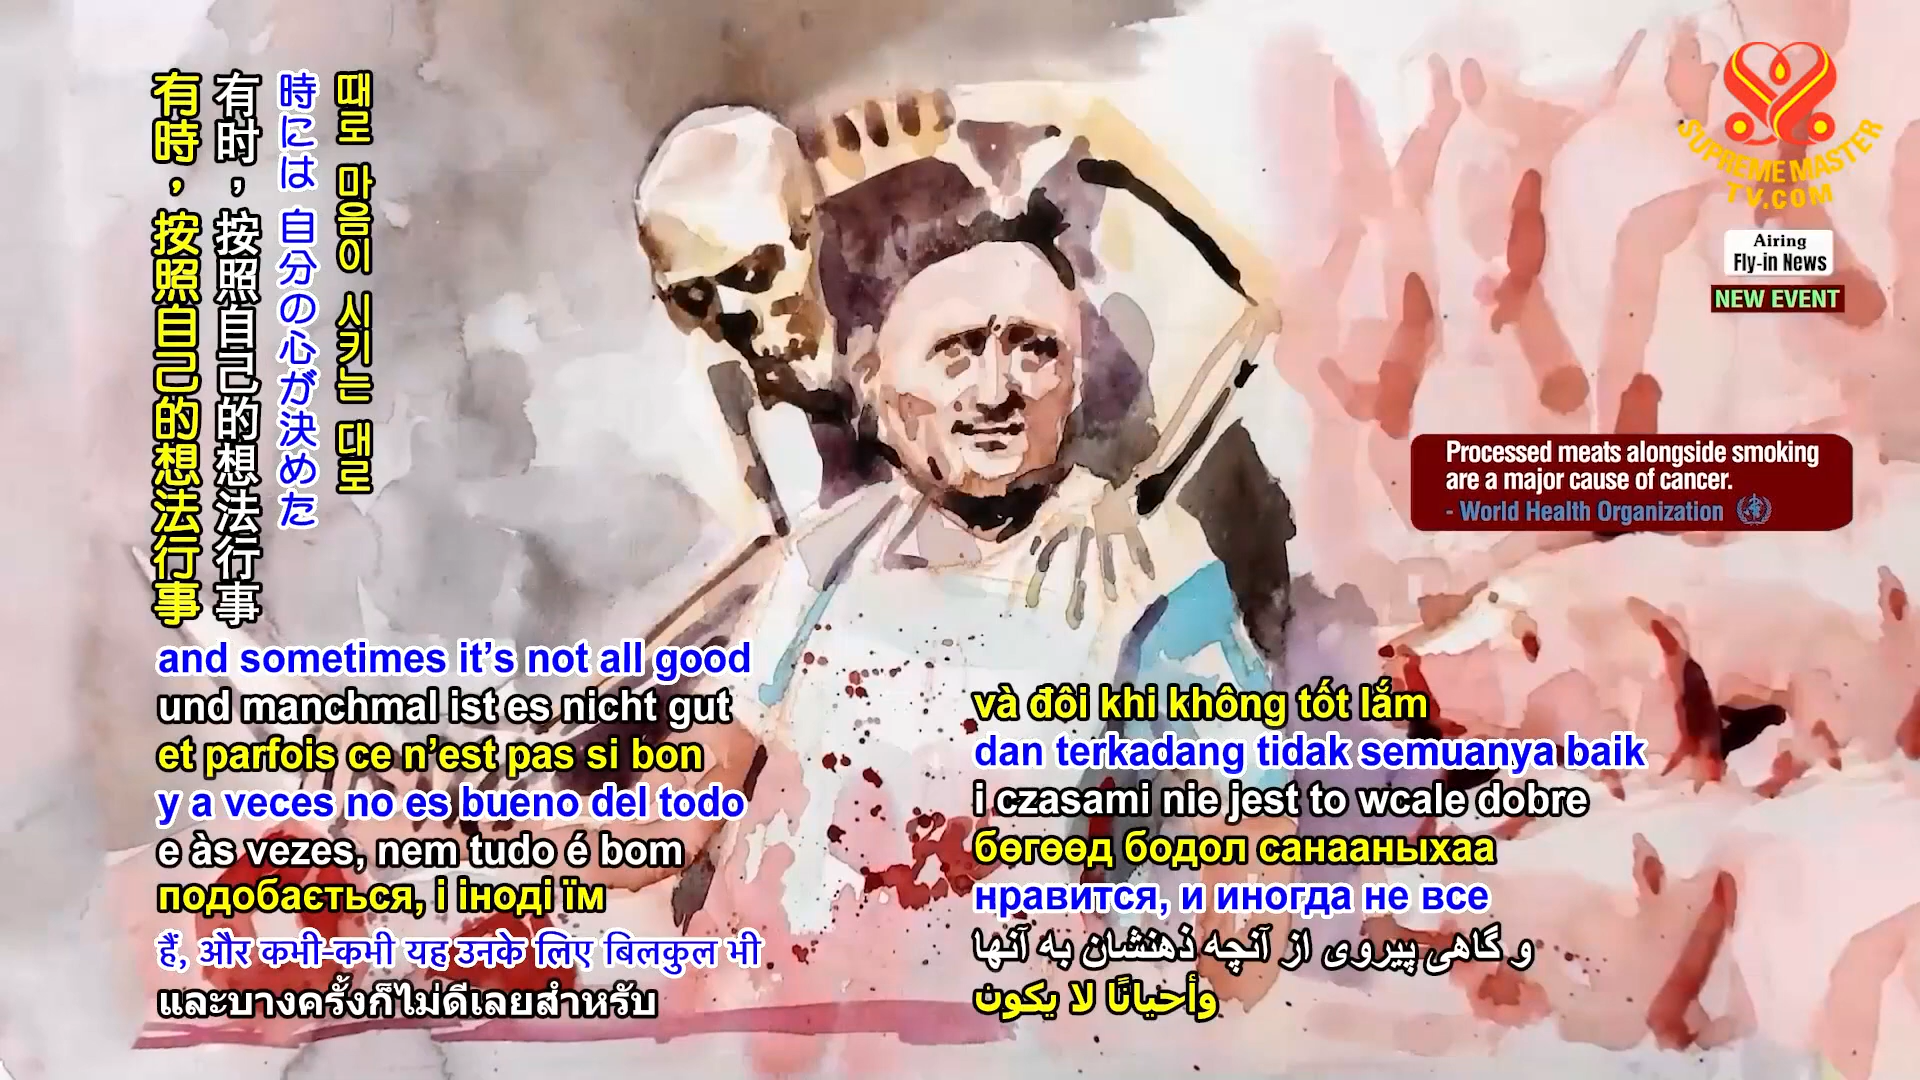 有時，按照自己的想法行事
有时，按照自己的想法行事
時には 自分の心が決めた
때로 마음이 시키는 대로
and sometimes it’s not all good
und manchmal ist es nicht gut
et parfois ce n’est pas si bon
y a veces no es bueno del todo
e às vezes, nem tudo é bom
подобається, і іноді їм
हैं, और कभी-कभी यह उनके लिए बिलकुल भी
และบางครั้งก็ไม่ดีเลยสำหรับ
và đôi khi không tốt lắm
dan terkadang tidak semuanya baik
i czasami nie jest to wcale dobre
бөгөөд бодол санааныхаа
нравится, и иногда не все
و گاهی پیروی از آنچه ذهنشان به آنها
وأحيانًا لا يكون
SUPREME MASTER
TV.COM
Airing
Fly-in News
NEW EVENT
Processed meats alongside smoking
are a major cause of cancer.
- World Health Organization